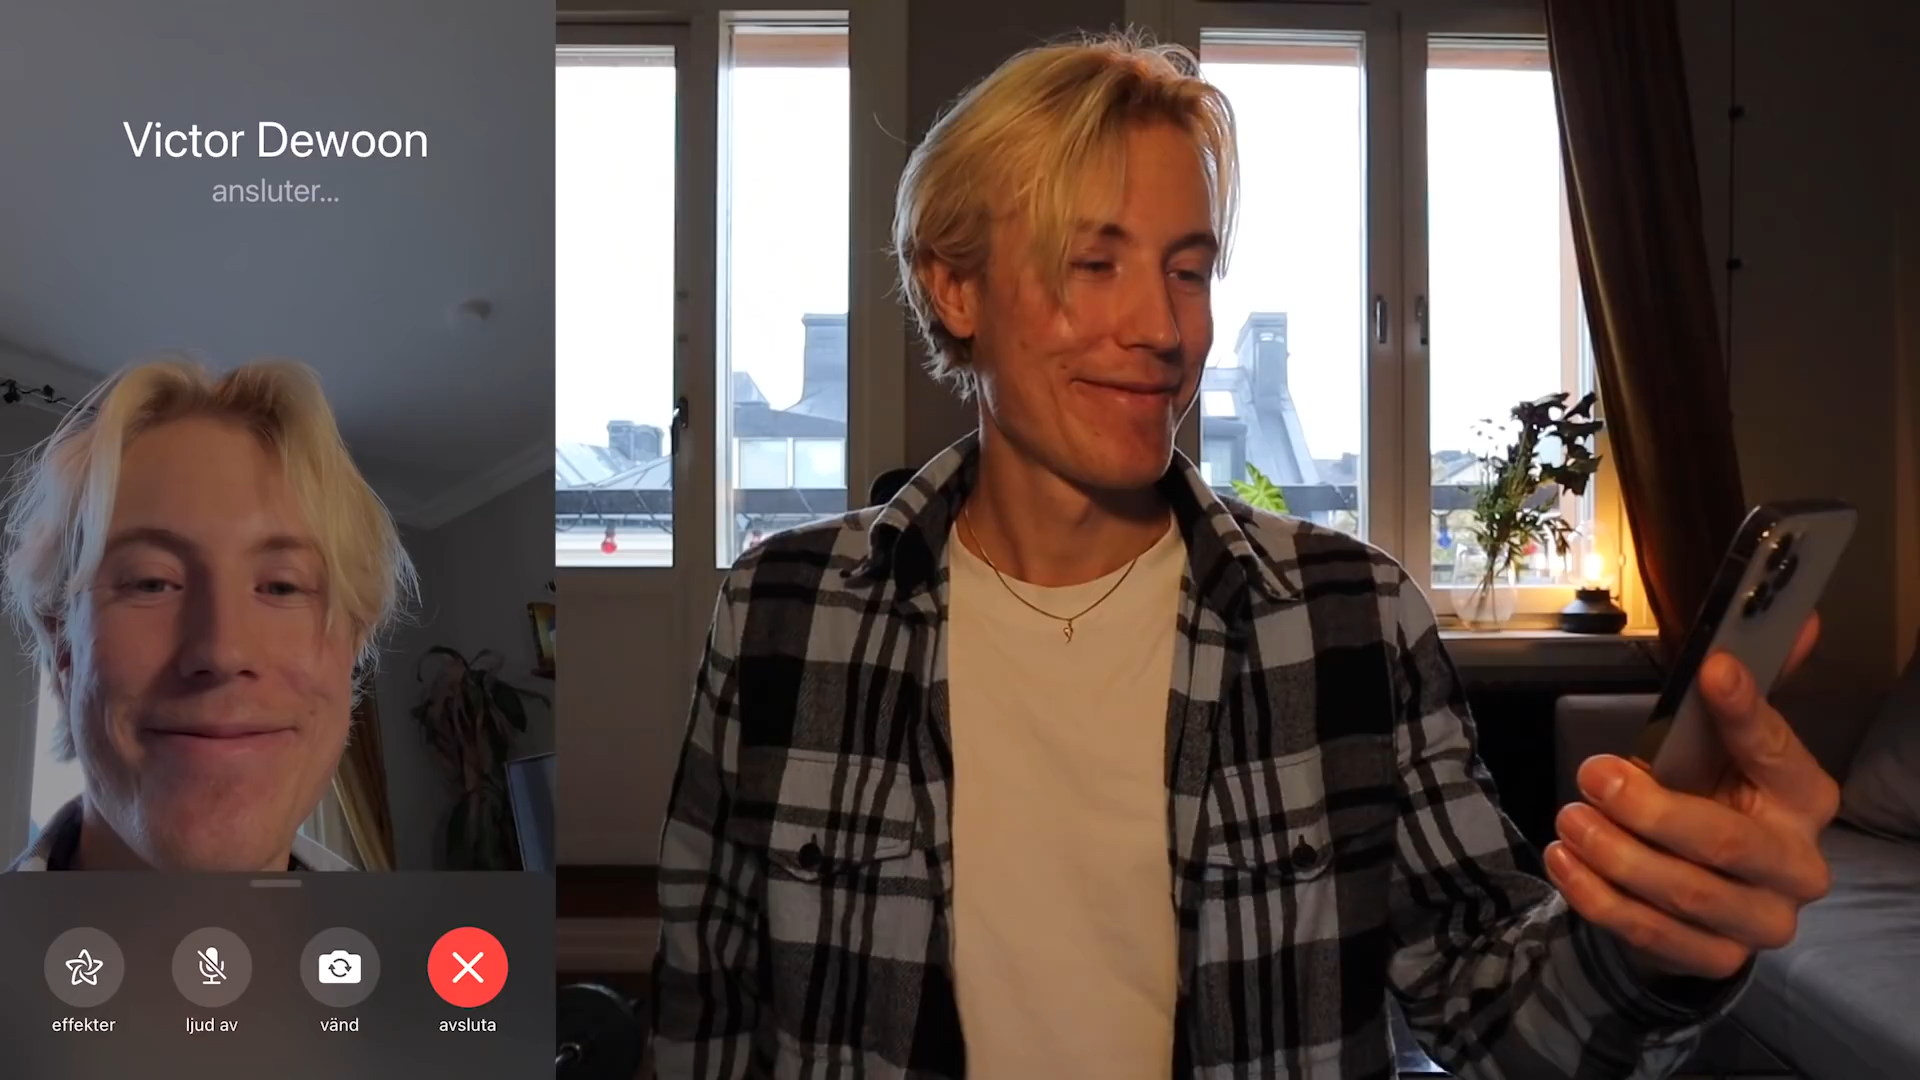 Victor Dewoon
ansluter...
effekter
ljud av
vänd
avsluta